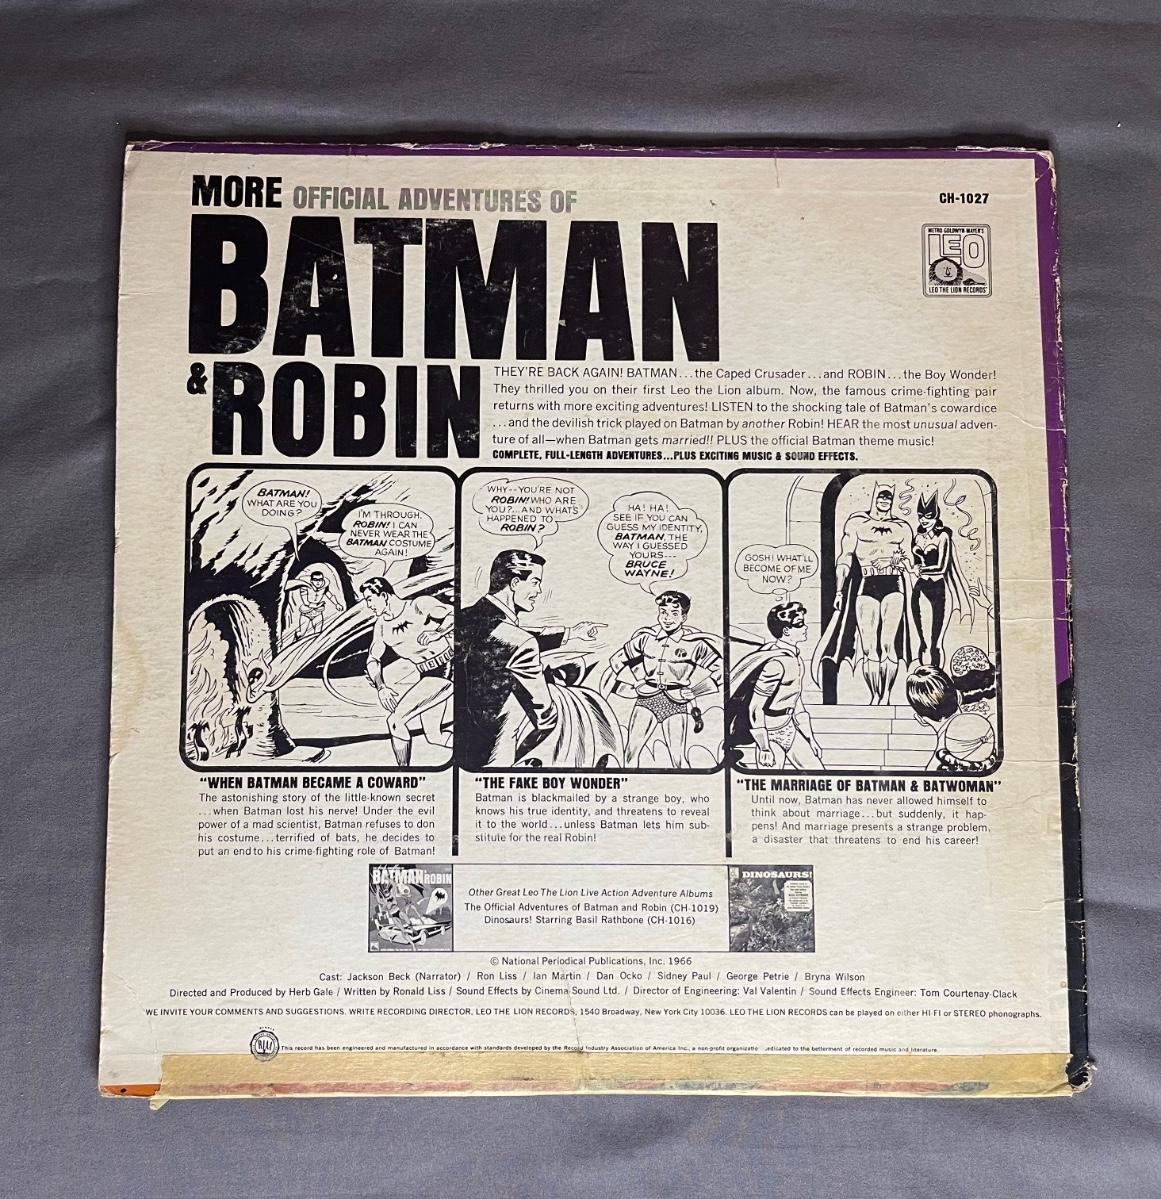 MORE OFFICIAL ADVENTURES OF
BATMAN
& ROBIN
CH-1027
METRO GOLDWYN MAYER'S
LEO
LEO THE LION RECORDS
THEY'RE BACK AGAIN! BATMAN...the Caped Crusader...and ROBIN...the Boy Wonder!
They thrilled you on their first Leo the Lion album. Now, the famous crime-fighting pair
returns with more exciting adventures! LISTEN to the shocking tale of Batman's cowardice
...and the devilish trick played on Batman by another Robin! HEAR the most unusual adven-
ture of all—when Batman gets married!! PLUS the official Batman theme music!
COMPLETE, FULL-LENGTH ADVENTURES...PLUS EXCITING MUSIC & SOUND EFFECTS.
BATMAN!
WHAT ARE YOU
DOING?
I'M THROUGH,
ROBIN! I CAN
NEVER WEAR THE
BATMAN COSTUME
AGAIN!
WHY--YOU'RE NOT
ROBIN! WHO ARE
YOU?...AND WHAT'S
HAPPENED TO
ROBIN?
HA! HA!
SEE IF YOU CAN
GUESS MY IDENTITY,
BATMAN, THE
WAY I GUESSED
YOURS---
BRUCE
WAYNE!
GOSH! WHAT'LL
BECOME OF ME
NOW?
"WHEN BATMAN BECAME A COWARD"
The astonishing story of the little-known secret
...when Batman lost his nerve! Under the evil
power of a mad scientist, Batman refuses to don
his costume...terrified of bats, he decides to
put an end to his crime-fighting role of Batman!
"THE FAKE BOY WONDER"
Batman is blackmailed by a strange boy, who
knows his true identity, and threatens to reveal
it to the world...unless Batman lets him sub-
stitute for the real Robin!
"THE MARRIAGE OF BATMAN & BATWOMAN"
Until now, Batman has never allowed himself to
think about marriage...but suddenly, it hap-
pens! And marriage presents a strange problem,
a disaster that threatens to end his career!
BATMAN AND ROBIN
Other Great Leo The Lion Live Action Adventure Albums
The Official Adventures of Batman and Robin (CH-1019)
Dinosaurs! Starring Basil Rathbone (CH-1016)
DINOSAURS!
© National Periodical Publications, Inc. 1966
Cast: Jackson Beck (Narrator) / Ron Liss / Ian Martin / Dan Ocko / Sidney Paul / George Petrie / Bryna Wilson
Directed and Produced by Herb Gale / Written by Ronald Liss / Sound Effects by Cinema-Sound Ltd. / Director of Engineering: Val Valentin / Sound Effects Engineer: Tom Courtenay-Clack
WE INVITE YOUR COMMENTS AND SUGGESTIONS. WRITE RECORDING DIRECTOR, LEO THE LION RECORDS, 1540 Broadway, New York City 10036. LEO THE LION RECORDS can be played on either HI-FI or STEREO phonographs.
This record has been engineered and manufactured in accordance with standards developed by the Record Industry Association of America Inc., a non-profit organizatio dedicated to the betterment of recorded music and literature.